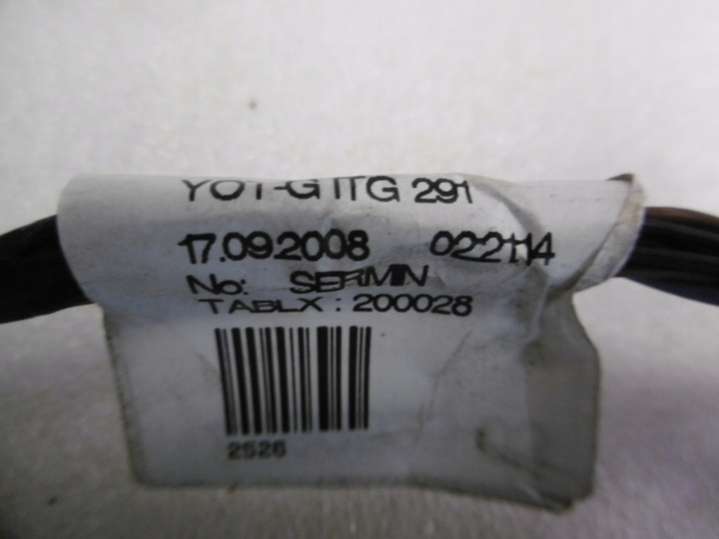 YOT-G ITG 291
17.09.2008 022114
No: SERMIN
TABLX: 200028
2526